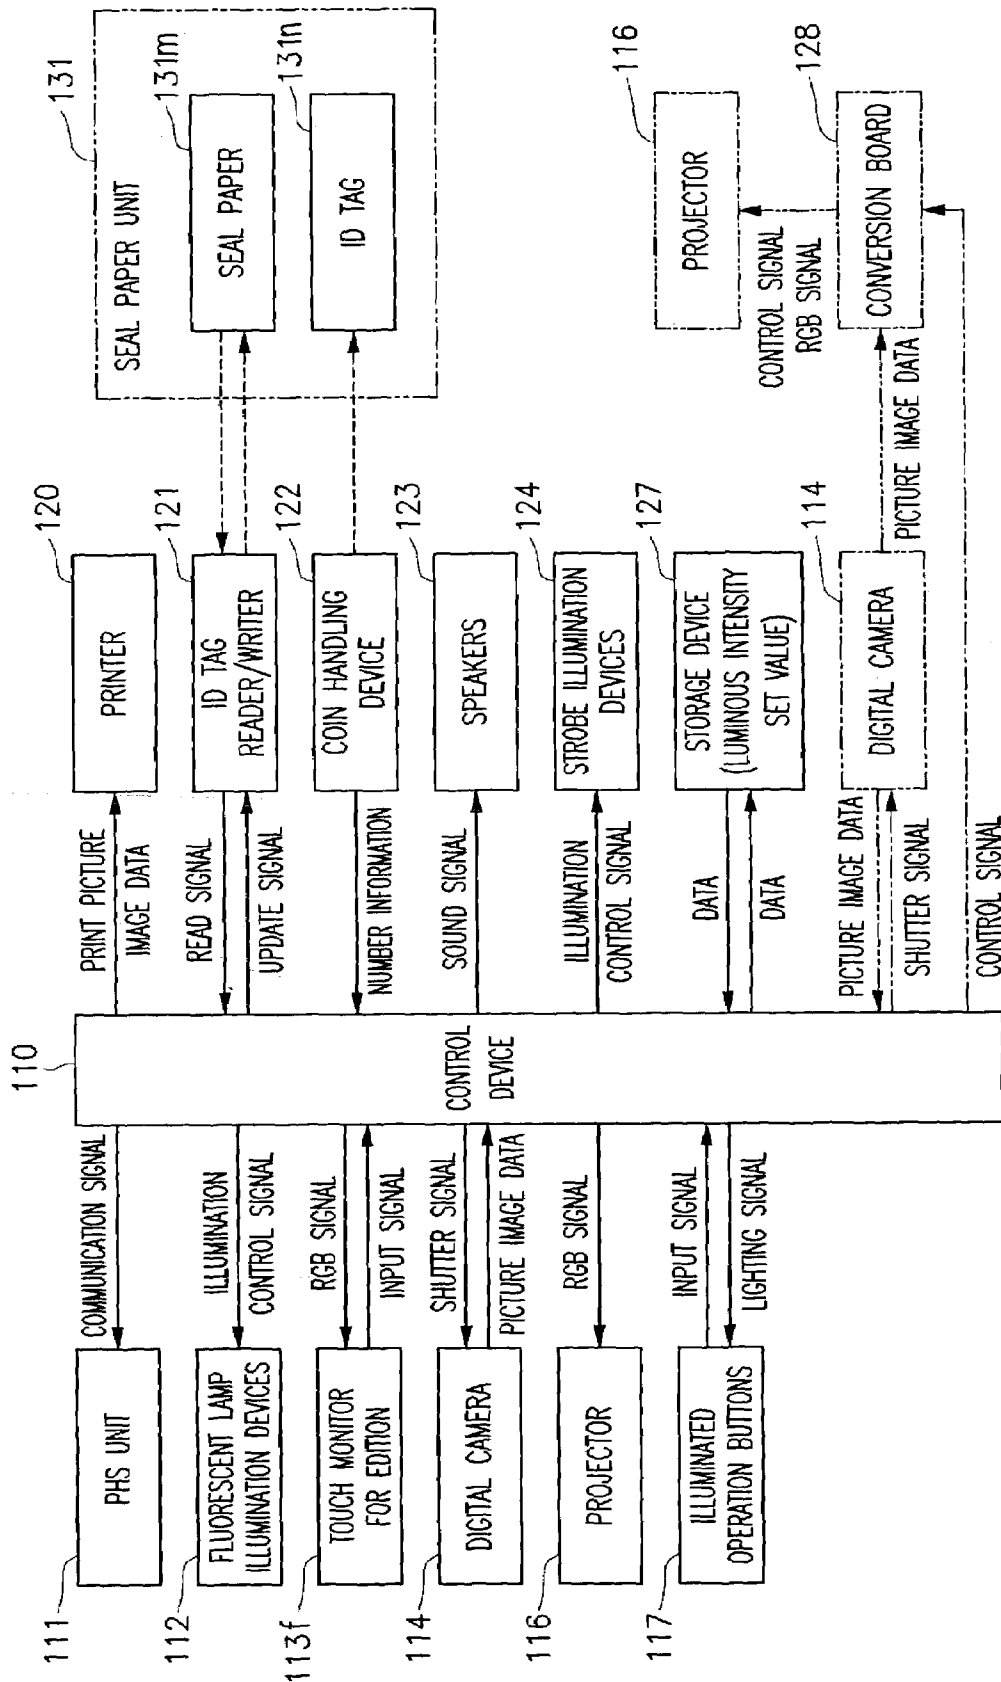 110
CONTROL
DEVICE
111
PHS UNIT
COMMUNICATION SIGNAL
112
FLUORESCENT LAMP
ILLUMINATION DEVICES
ILLUMINATION
CONTROL SIGNAL
113f
TOUCH MONITOR
FOR EDITION
RGB SIGNAL
INPUT SIGNAL
114
DIGITAL CAMERA
SHUTTER SIGNAL
PICTURE IMAGE DATA
116
PROJECTOR
RGB SIGNAL
117
ILLUMINATED
OPERATION BUTTONS
INPUT SIGNAL
LIGHTING SIGNAL
PRINT PICTURE
IMAGE DATA
120
PRINTER
READ SIGNAL
UPDATE SIGNAL
121
ID TAG
READER/WRITER
NUMBER INFORMATION
122
COIN HANDLING
DEVICE
SOUND SIGNAL
123
SPEAKERS
ILLUMINATION
CONTROL SIGNAL
124
STROBE ILLUMINATION
DEVICES
DATA
DATA
127
STORAGE DEVICE
(LUMINOUS INTENSITY
SET VALUE)
PICTURE IMAGE DATA
SHUTTER SIGNAL
114
DIGITAL CAMERA
PICTURE IMAGE DATA
CONTROL SIGNAL
131
SEAL PAPER UNIT
131m
SEAL PAPER
131n
ID TAG
116
PROJECTOR
CONTROL SIGNAL
RGB SIGNAL
128
CONVERSION BOARD